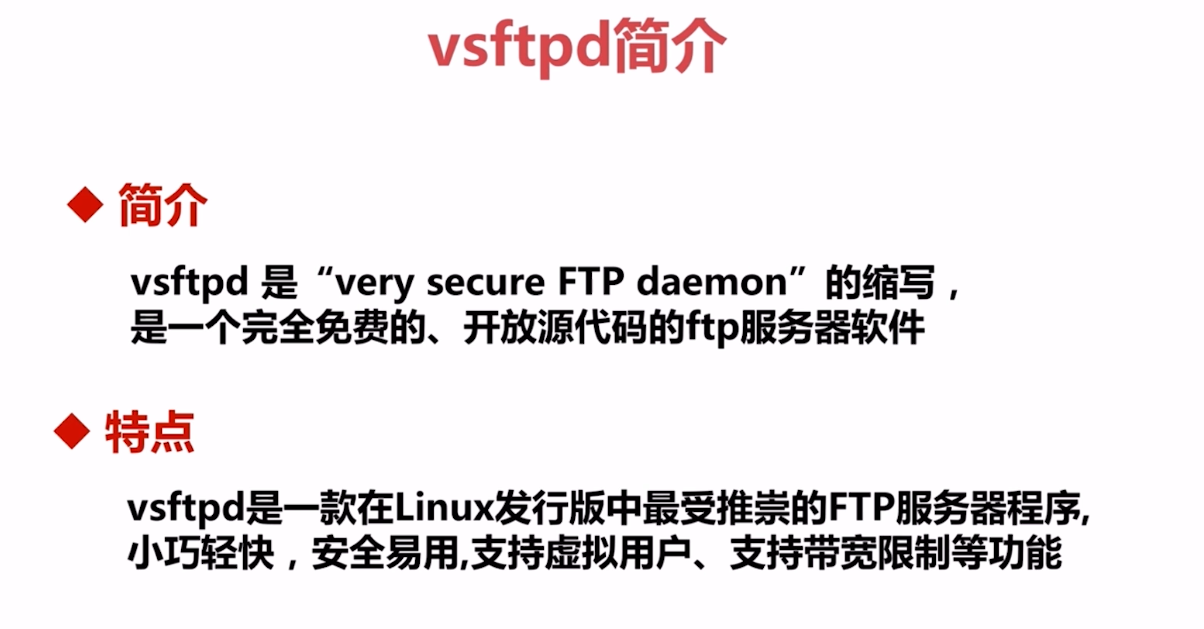 vsftpd简介
简介
vsftpd 是“very secure FTP daemon”的缩写，
是一个完全免费的、开放源代码的ftp服务器软件
特点
vsftpd是一款在Linux发行版中最受推崇的FTP服务器程序,
小巧轻快，安全易用,支持虚拟用户、支持带宽限制等功能